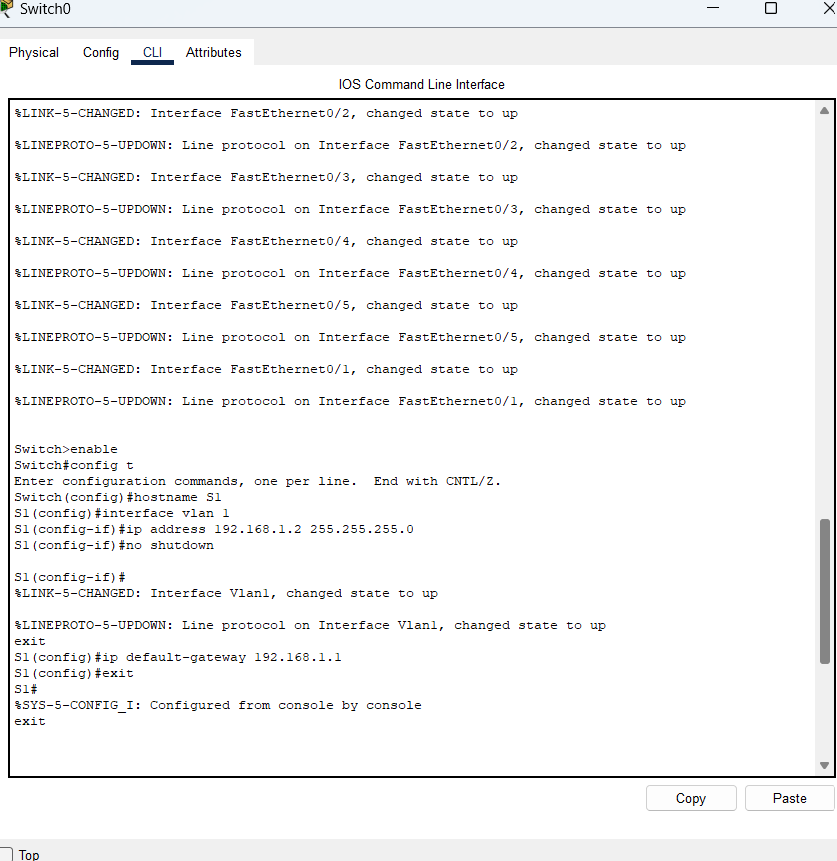 Switch0
Physical Config CLI Attributes
IOS Command Line Interface
%LINK-5-CHANGED: Interface FastEthernet0/2, changed state to up
%LINEPROTO-5-UPDOWN: Line protocol on Interface FastEthernet0/2, changed state to up
%LINK-5-CHANGED: Interface FastEthernet0/3, changed state to up
%LINEPROTO-5-UPDOWN: Line protocol on Interface FastEthernet0/3, changed state to up
%LINK-5-CHANGED: Interface FastEthernet0/4, changed state to up
%LINEPROTO-5-UPDOWN: Line protocol on Interface FastEthernet0/4, changed state to up
%LINK-5-CHANGED: Interface FastEthernet0/5, changed state to up
%LINEPROTO-5-UPDOWN: Line protocol on Interface FastEthernet0/5, changed state to up
%LINK-5-CHANGED: Interface FastEthernet0/1, changed state to up
%LINEPROTO-5-UPDOWN: Line protocol on Interface FastEthernet0/1, changed state to up
Switch>enable
Switch#config t
Enter configuration commands, one per line.  End with CNTL/Z.
Switch(config)#hostname S1
S1(config)#interface vlan 1
S1(config-if)#ip address 192.168.1.2 255.255.255.0
S1(config-if)#no shutdown
S1(config-if)#
%LINK-5-CHANGED: Interface Vlan1, changed state to up
%LINEPROTO-5-UPDOWN: Line protocol on Interface Vlan1, changed state to up
exit
S1(config)#ip default-gateway 192.168.1.1
S1(config)#exit
S1#
%SYS-5-CONFIG_I: Configured from console by console
exit
Copy Paste
Top